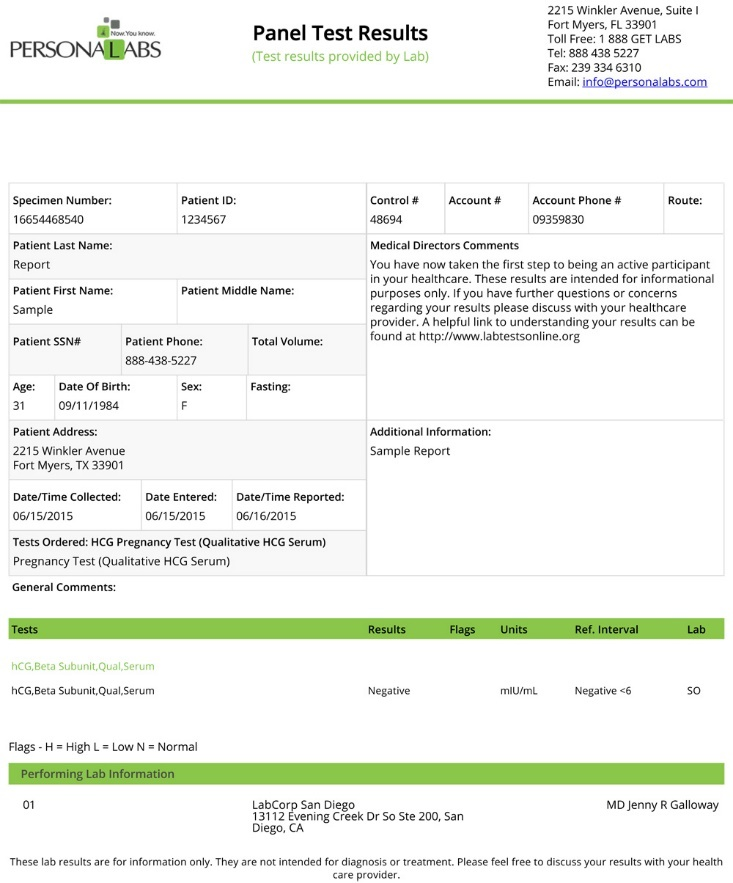 Now. You know.
PERSONALABS
Panel Test Results
(Test results provided by Lab)
2215 Winkler Avenue, Suite I
Fort Myers, FL 33901
Toll Free: 1 888 GET LABS
Tel: 888 438 5227
Fax: 239 334 6310
Email: info@personalabs.com
Specimen Number: Patient ID: Control # Account # Account Phone # Route:
16654468540 1234567 48694 09359830
Patient Last Name:
Report
Patient First Name: Patient Middle Name:
Sample
Patient SSN# Patient Phone: Total Volume:
888-438-5227
Age: Date Of Birth: Sex: Fasting:
31 09/11/1984 F
Medical Directors Comments
You have now taken the first step to being an active participant
in your healthcare. These results are intended for informational
purposes only. If you have further questions or concerns
regarding your results please discuss with your healthcare
provider. A helpful link to understanding your results can be
found at http://www.labtestsonline.org
Patient Address:
2215 Winkler Avenue
Fort Myers, TX 33901
Date/Time Collected: Date Entered: Date/Time Reported:
06/15/2015 06/15/2015 06/16/2015
Tests Ordered: HCG Pregnancy Test (Qualitative HCG Serum)
Pregnancy Test (Qualitative HCG Serum)
Additional Information:
Sample Report
General Comments:
Tests Results Flags Units Ref. Interval Lab
hCG,Beta Subunit,Qual,Serum
hCG,Beta Subunit,Qual,Serum Negative mIU/mL Negative <6 SO
Flags - H = High L = Low N = Normal
Performing Lab Information
01 LabCorp San Diego MD Jenny R Galloway
13112 Evening Creek Dr So Ste 200, San
Diego, CA
These lab results are for information only. They are not intended for diagnosis or treatment. Please feel free to discuss your results with your health
care provider.